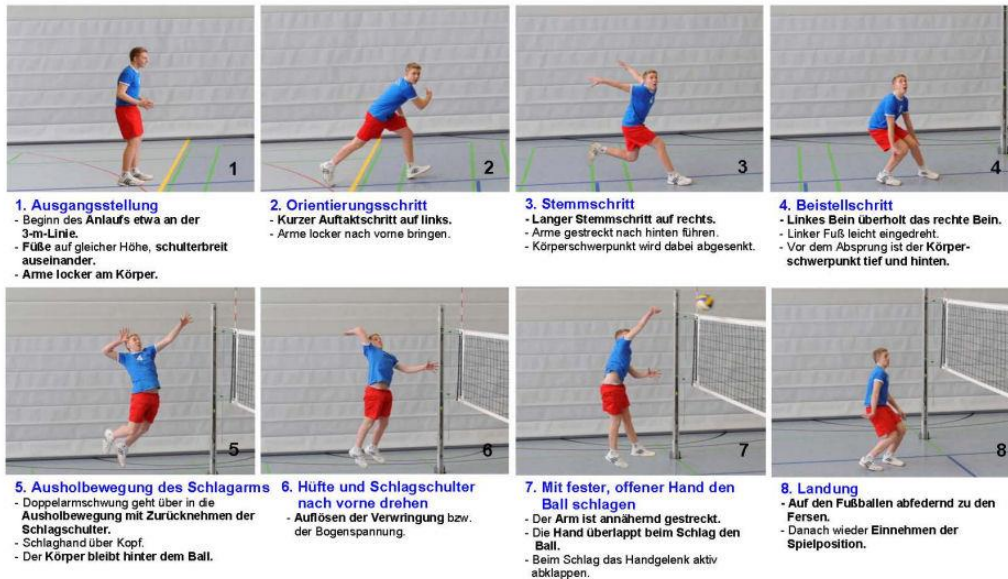 1
2
3
4
1. Ausgangsstellung
- Beginn des Anlaufs etwa an der
3-m-Linie.
- Füße auf gleicher Höhe, schulterbreit
auseinander.
- Arme locker am Körper.
2. Orientierungsschritt
- Kurzer Auftaktschritt auf links.
- Arme locker nach vorne bringen.
3. Stemmschritt
- Langer Stemmschritt auf rechts.
- Arme gestreckt nach hinten führen.
- Körperschwerpunkt wird dabei abgesenkt.
4. Beistellschritt
- Linkes Bein überholt das rechte Bein.
- Linker Fuß leicht eingedreht.
- Vor dem Absprung ist der Körper-
schwerpunkt tief und hinten.
5
6
7
8
5. Ausholbewegung des Schlagarms
- Doppelarmschwung geht über in die
Ausholbewegung mit Zurücknehmen der
Schlagschulter.
- Schlaghand über Kopf.
- Der Körper bleibt hinter dem Ball.
6. Hüfte und Schlagschulter
nach vorne drehen
- Auflösen der Verwringung bzw.
der Bogenspannung.
7. Mit fester, offener Hand den
Ball schlagen
- Der Arm ist annähernd gestreckt.
- Die Hand überlappt beim Schlag den
Ball.
- Beim Schlag das Handgelenk aktiv
abklappen.
8. Landung
- Auf den Fußballen abfedernd zu den
Fersen.
- Danach wieder Einnehmen der
Spielposition.